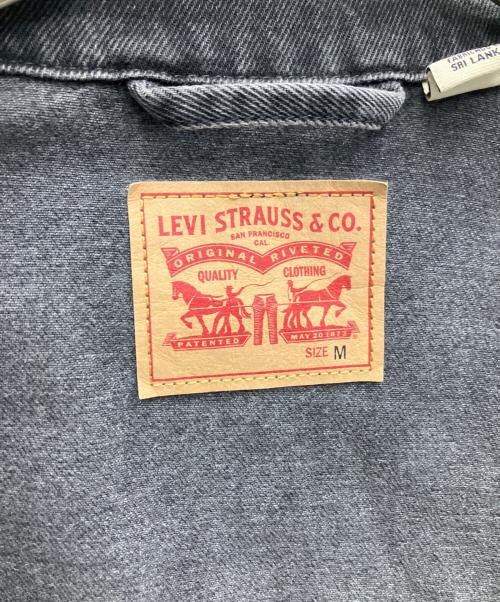 SRI LANK
LEVI STRAUSS & CO.
SAN FRANCISCO
CAL.
ORIGINAL RIVETED
QUALITY CLOTHING
PATENTED MAY 20 1873
SIZE M